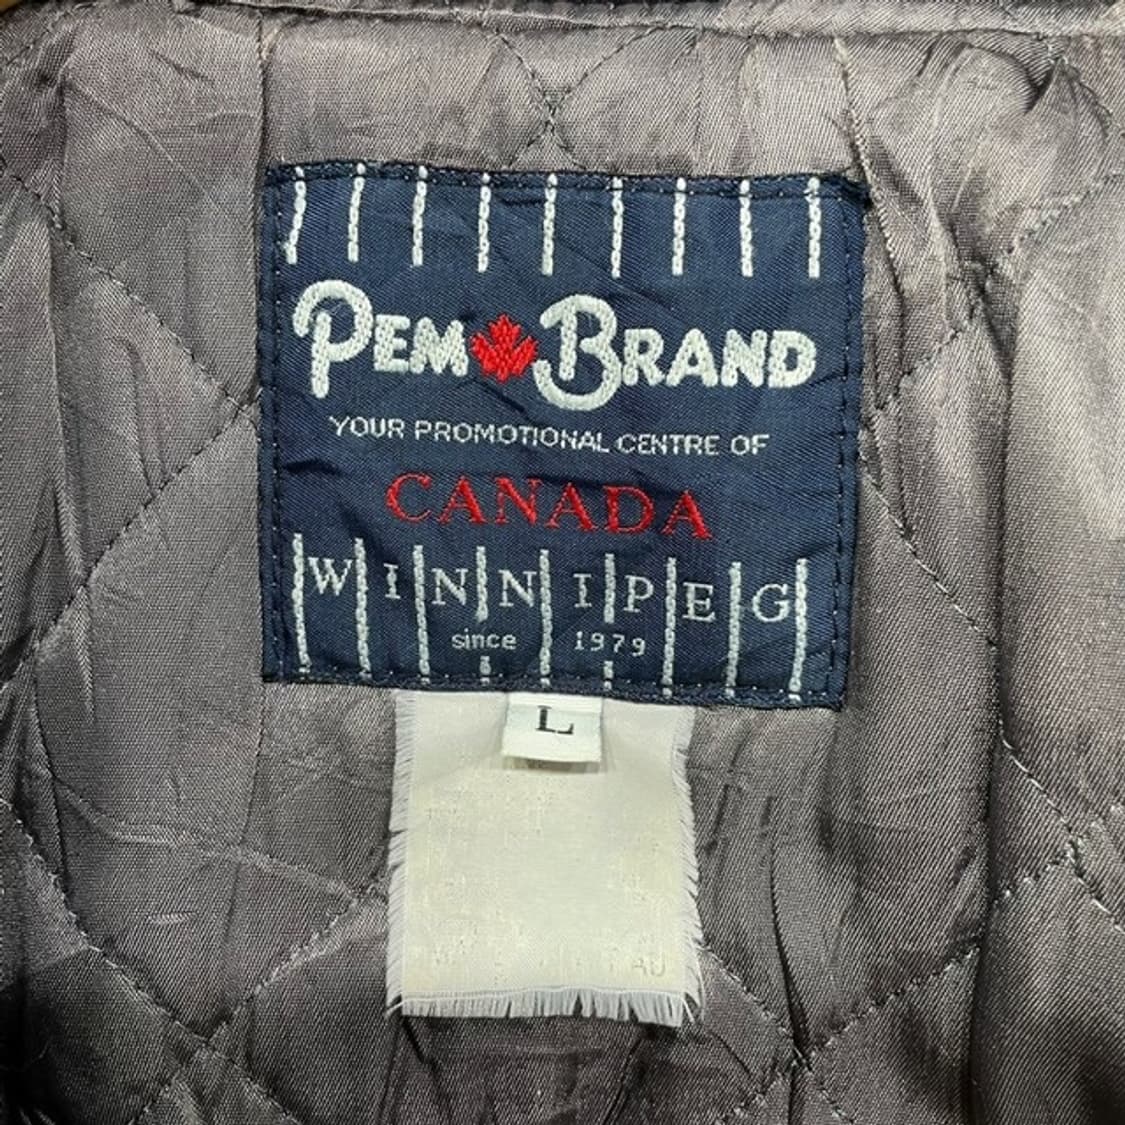 PEM BRAND
YOUR PROMOTIONAL CENTRE OF
CANADA
WINNIPEG
since 1979
L